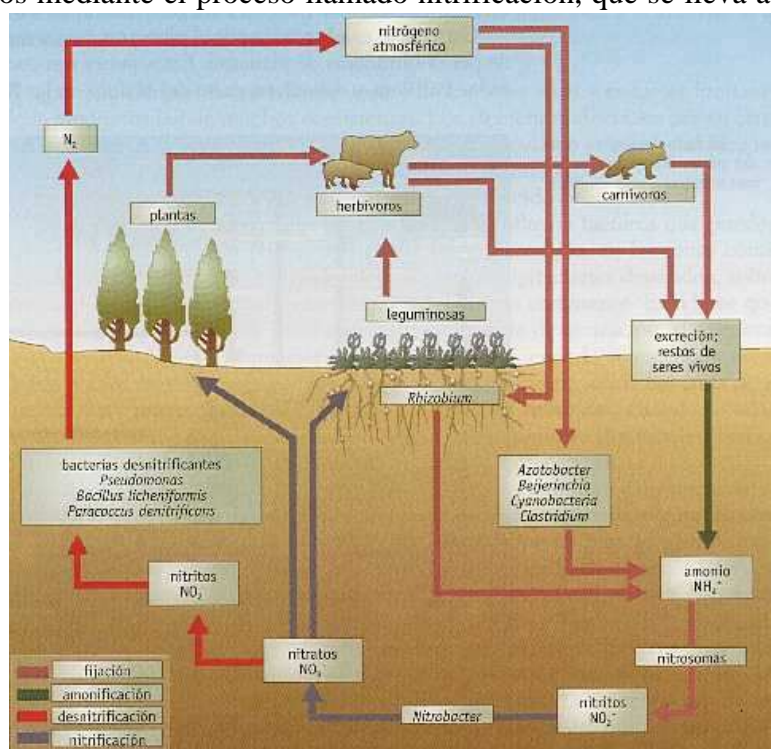 os mediante el proceso llamado nitrificación, que se lleva a
nitrógeno
atmosférico
N₂
plantas
herbívoros
carnívoros
leguminosas
excreción;
restos de
seres vivos
Rhizobium
bacterias desnitrificantes
Pseudomonas
Bacillus licheniformis
Paracoccus denitrificans
Azotobacter
Beijerinchia
Cyanobacteria
Clostridium
nitritos
NO₂⁻
amonio
NH₄⁺
nitratos
NO₃⁻
nitrosomas
nitritos
NO₂⁻
Nitrobacter
fijación
amonificación
desnitrificación
nitrificación